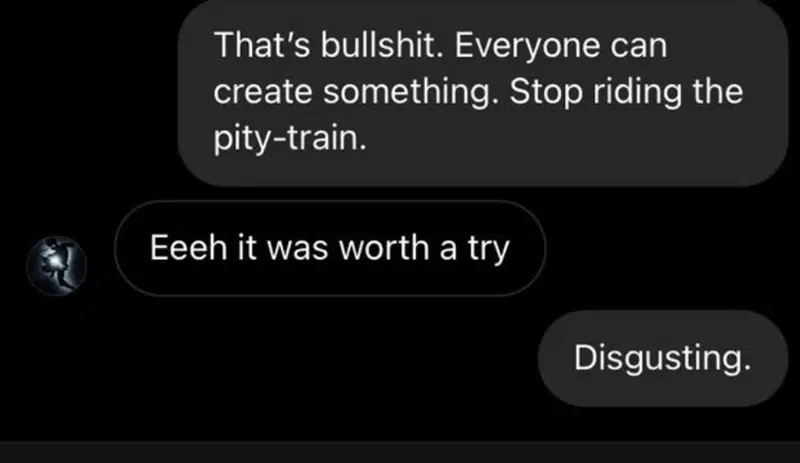 That's bullshit. Everyone can
create something. Stop riding the
pity-train.
Eeeh it was worth a try
Disgusting.